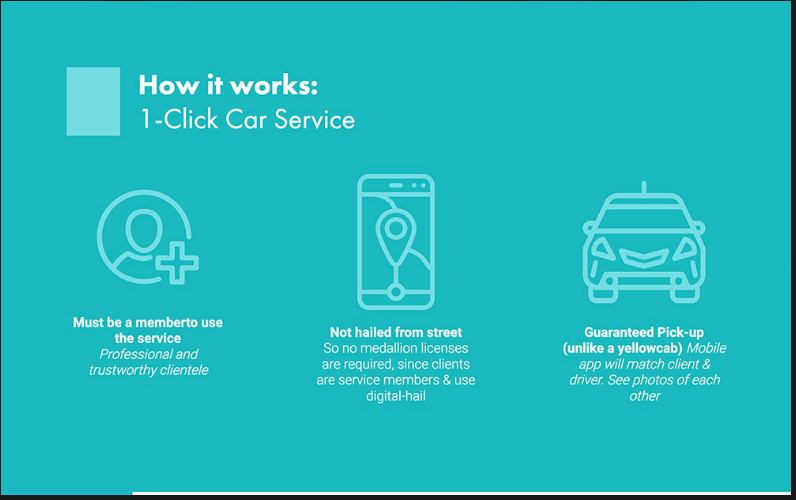 How it works:
1-Click Car Service
Must be a memberto use
the service
Professional and
trustworthy clientele
Not hailed from street
So no medallion licenses
are required, since clients
are service members & use
digital-hail
Guaranteed Pick-up
(unlike a yellowcab) Mobile
app will match client &
driver. See photos of each
other